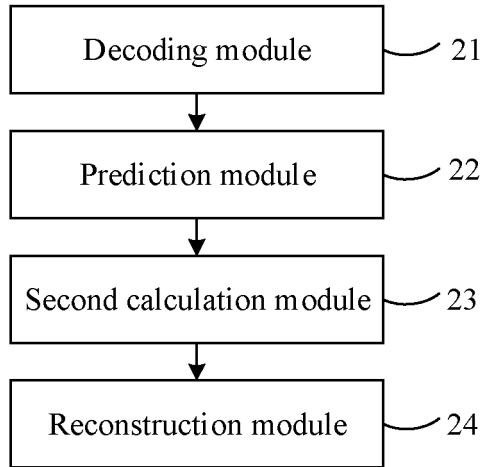 Decoding module 21
Prediction module 22
Second calculation module 23
Reconstruction module 24